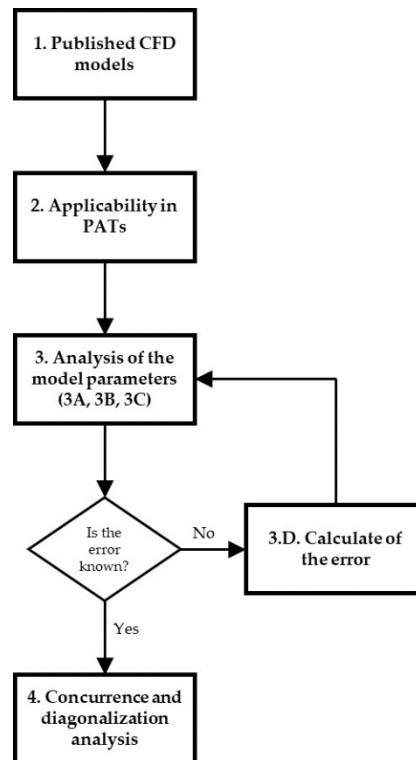 1. Published CFD
models
2. Applicability in
PATs
3. Analysis of the
model parameters
(3A, 3B, 3C)
Is the
error
known?
No
3.D. Calculate of
the error
Yes
4. Concurrence and
diagonalization
analysis